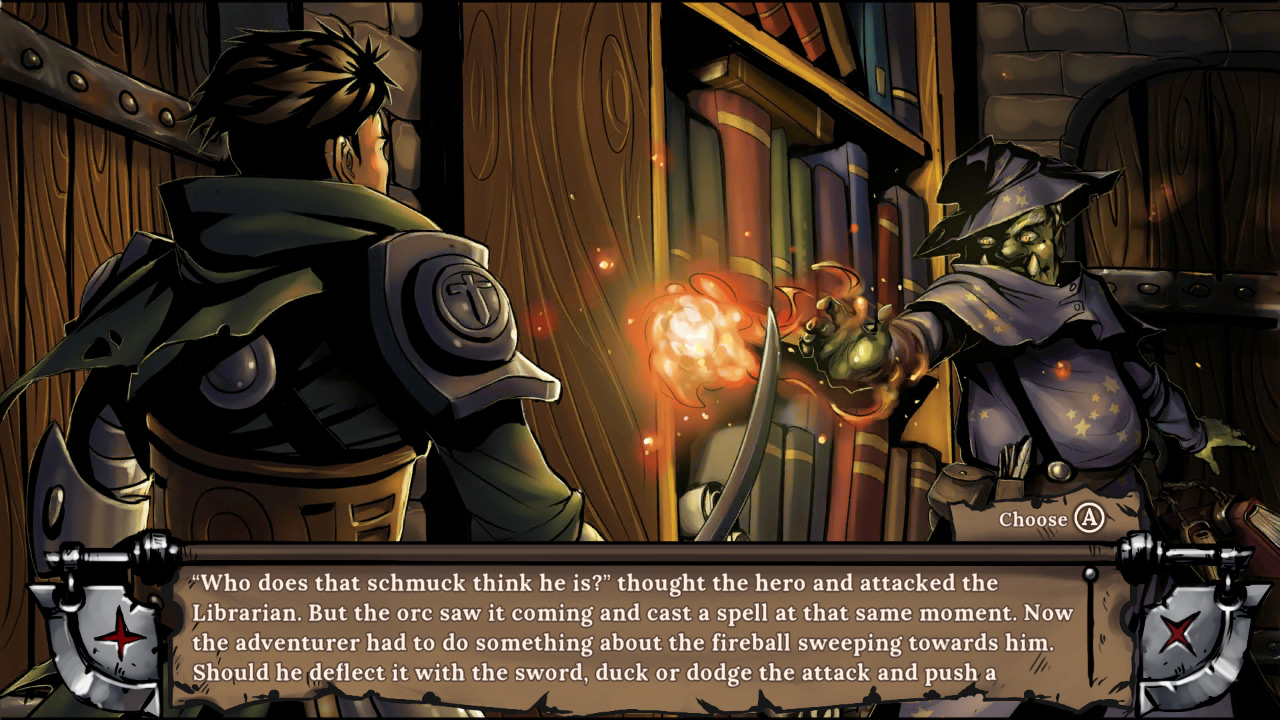 Choose A
“Who does that schmuck think he is?” thought the hero and attacked the
Librarian. But the orc saw it coming and cast a spell at that same moment. Now
the adventurer had to do something about the fireball sweeping towards him.
Should he deflect it with the sword, duck or dodge the attack and push a